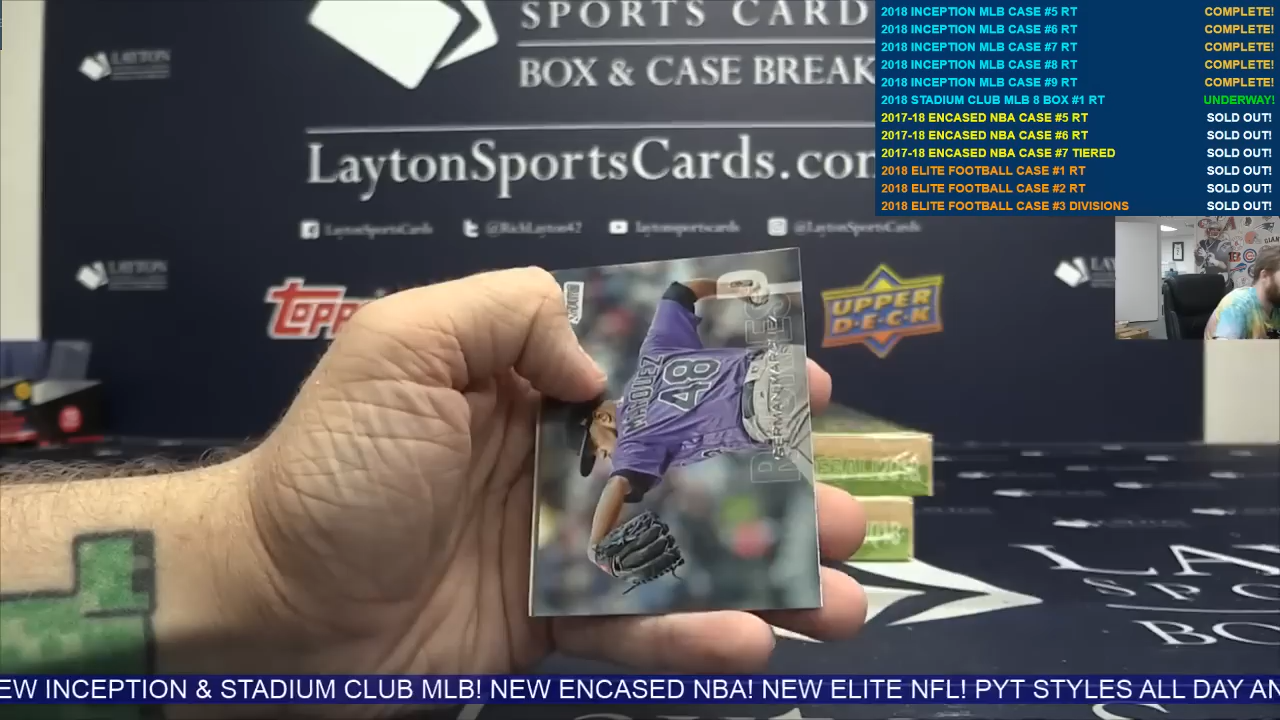 SPORTS CARD
BOX & CASE BREAK
LaytonSportsCards.com
LaytonSportsCards
@RichLayton42
laytonsportscards
@LaytonSportsCards
LAYTON
LAYTON
Topps
UPPER DECK
MARQUEZ
48
GERMAN MARQUEZ
2018 INCEPTION MLB CASE #5 RT COMPLETE!
2018 INCEPTION MLB CASE #6 RT COMPLETE!
2018 INCEPTION MLB CASE #7 RT COMPLETE!
2018 INCEPTION MLB CASE #8 RT COMPLETE!
2018 INCEPTION MLB CASE #9 RT COMPLETE!
2018 STADIUM CLUB MLB 8 BOX #1 RT UNDERWAY!
2017-18 ENCASED NBA CASE #5 RT SOLD OUT!
2017-18 ENCASED NBA CASE #6 RT SOLD OUT!
2017-18 ENCASED NBA CASE #7 TIERED SOLD OUT!
2018 ELITE FOOTBALL CASE #1 RT SOLD OUT!
2018 ELITE FOOTBALL CASE #2 RT SOLD OUT!
2018 ELITE FOOTBALL CASE #3 DIVISIONS SOLD OUT!
LA
SP
BO
EW INCEPTION & STADIUM CLUB MLB! NEW ENCASED NBA! NEW ELITE NFL! PYT STYLES ALL DAY AN